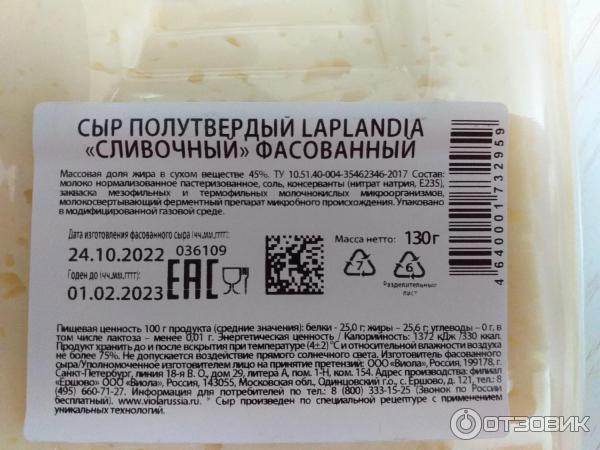 СЫР ПОЛУТВЕРДЫЙ LAPLANDIA
«СЛИВОЧНЫЙ» ФАСОВАННЫЙ
Массовая доля жира в сухом веществе 45%. ТУ 10.51.40-004-35462346-2017 Состав:
молоко нормализованное пастеризованное, соль, консерванты (нитрат натрия, Е235),
закваска мезофильных и термофильных молочнокислых микроорганизмов,
молокосвертывающий ферментный препарат микробного происхождения. Упаковано
в модифицированной газовой среде.
Дата изготовления фасованного сыра (чч.мм.гггг):
24.10.2022 036109
Годен до (чч.мм.гггг):
01.02.2023
EAC
Масса нетто: 130 г
7
6
Разделительный
лист
4640001732959
Пищевая ценность 100 г продукта (средние значения): белки - 25,0 г; жиры – 25,6 г; углеводы – 0 г, в
том числе лактоза – менее 0,01 г. Энергетическая ценность / Калорийность: 1372 кДж /330 ккал.
Продукт хранить до и после вскрытия при температуре (4±2) °С и относительной влажности воздуха
не более 75%. Не допускается воздействие прямого солнечного света. Изготовитель фасованного
сыра/Уполномоченное изготовителем лицо на принятие претензий: ООО «Виола», Россия, 199178, г.
Санкт-Петербург, линия 18-я В. О., дом 29, литера А, пом. 1-Н, ком. 154. Адрес производства: филиал
«Ершово» ООО «Виола», Россия, 143055, Московская обл., Одинцовский г.о., с. Ершово, д. 121, тел.: 8
(495) 660-71-27. Информация для потребителей по тел.: 8 (800) 333-15-25 (Звонок по России
бесплатный). www.violarussia.ru. * Сыр произведен по специальной рецептуре с применением
уникальных технологий.
ОТЗОВИК